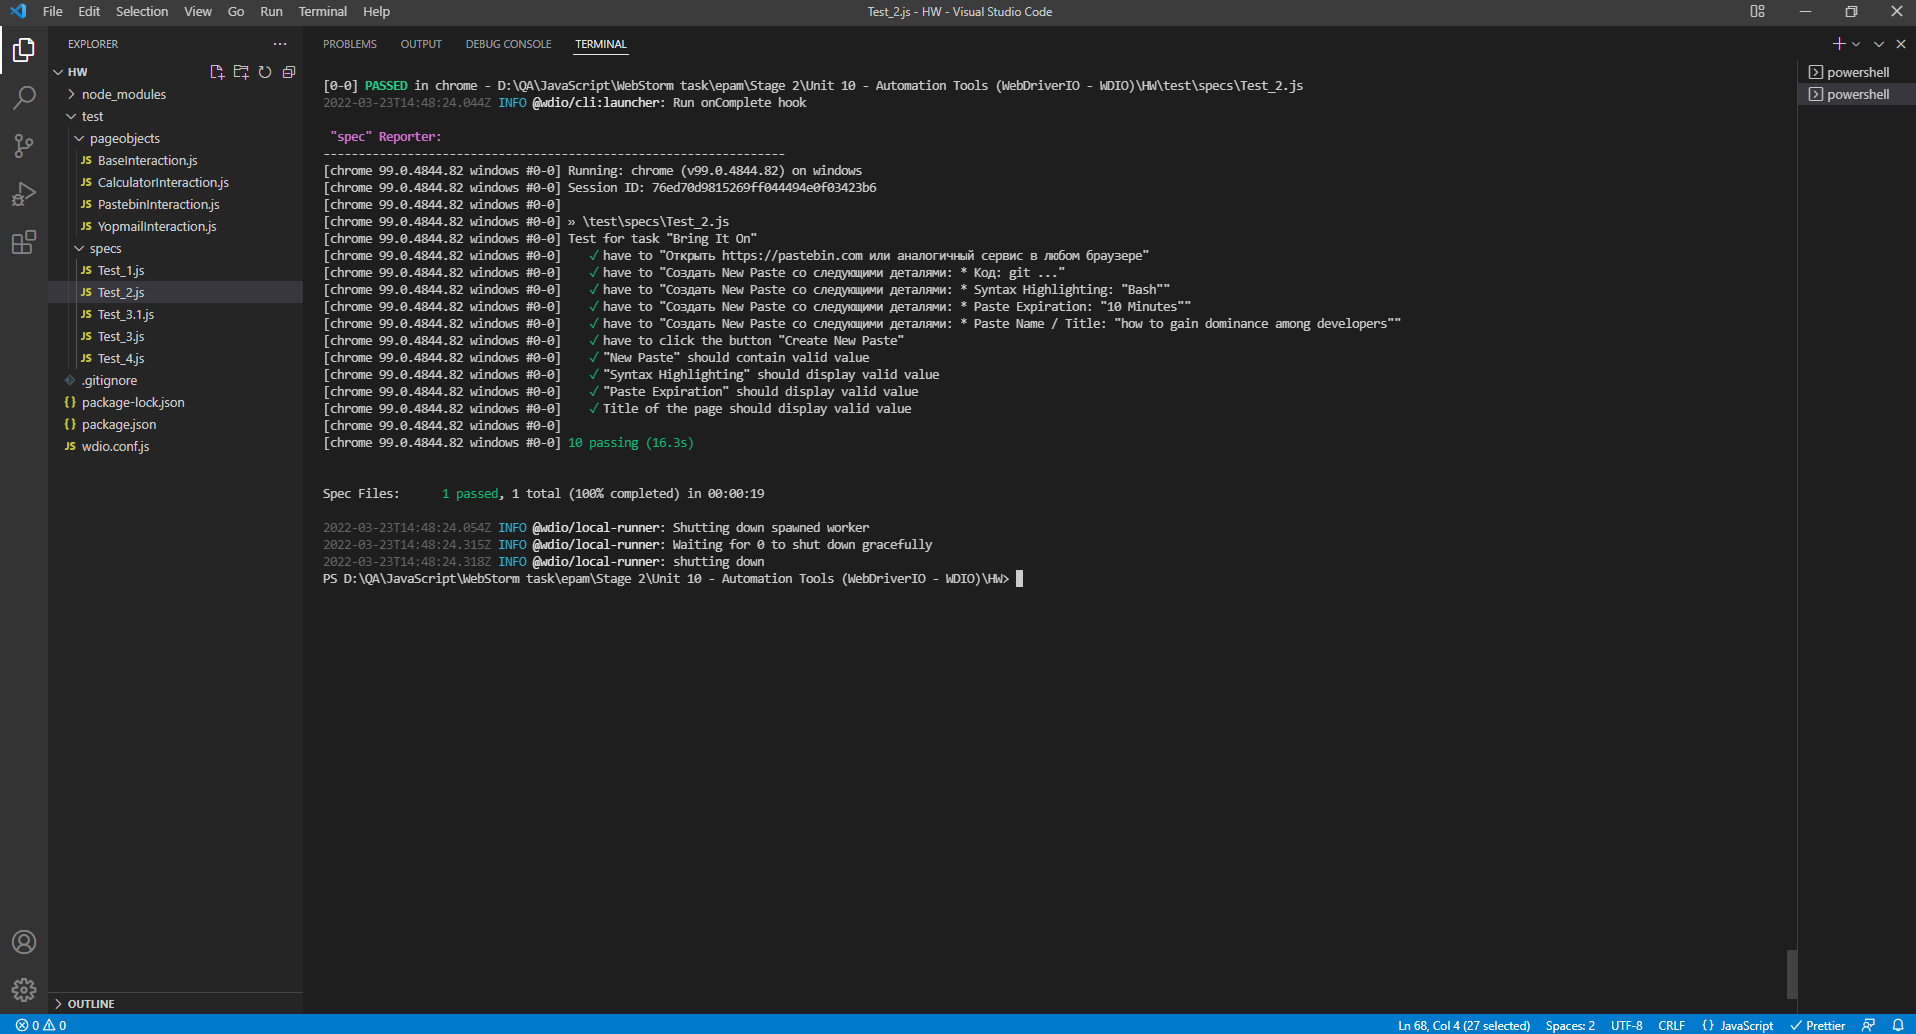 File Edit Selection View Go Run Terminal Help
Test_2.js - HW - Visual Studio Code
EXPLORER
HW
node_modules
test
pageobjects
JS BaseInteraction.js
JS CalculatorInteraction.js
JS PastebinInteraction.js
JS YopmailInteraction.js
specs
JS Test_1.js
JS Test_2.js
JS Test_3.1.js
JS Test_3.js
JS Test_4.js
.gitignore
{} package-lock.json
{} package.json
JS wdio.conf.js
OUTLINE
PROBLEMS OUTPUT DEBUG CONSOLE TERMINAL
[0-0] PASSED in chrome - D:\QA\JavaScript\WebStorm task\epam\Stage 2\Unit 10 - Automation Tools (WebDriverIO - WDIO)\HW\test\specs\Test_2.js
2022-03-23T14:48:24.044Z INFO @wdio/cli:launcher: Run onComplete hook
"spec" Reporter:
------------------------------------------------------------------
[chrome 99.0.4844.82 windows #0-0] Running: chrome (v99.0.4844.82) on windows
[chrome 99.0.4844.82 windows #0-0] Session ID: 76ed70d9815269ff044494e0f03423b6
[chrome 99.0.4844.82 windows #0-0]
[chrome 99.0.4844.82 windows #0-0] » \test\specs\Test_2.js
[chrome 99.0.4844.82 windows #0-0] Test for task "Bring It On"
[chrome 99.0.4844.82 windows #0-0] ✓ have to "Открыть https://pastebin.com или аналогичный сервис в любом браузере"
[chrome 99.0.4844.82 windows #0-0] ✓ have to "Создать New Paste со следующими деталями: * Код: git ..."
[chrome 99.0.4844.82 windows #0-0] ✓ have to "Создать New Paste со следующими деталями: * Syntax Highlighting: "Bash""
[chrome 99.0.4844.82 windows #0-0] ✓ have to "Создать New Paste со следующими деталями: * Paste Expiration: "10 Minutes""
[chrome 99.0.4844.82 windows #0-0] ✓ have to "Создать New Paste со следующими деталями: * Paste Name / Title: "how to gain dominance among developers""
[chrome 99.0.4844.82 windows #0-0] ✓ have to click the button "Create New Paste"
[chrome 99.0.4844.82 windows #0-0] ✓ "New Paste" should contain valid value
[chrome 99.0.4844.82 windows #0-0] ✓ "Syntax Highlighting" should display valid value
[chrome 99.0.4844.82 windows #0-0] ✓ "Paste Expiration" should display valid value
[chrome 99.0.4844.82 windows #0-0] ✓ Title of the page should display valid value
[chrome 99.0.4844.82 windows #0-0]
[chrome 99.0.4844.82 windows #0-0] 10 passing (16.3s)
Spec Files: 1 passed, 1 total (100% completed) in 00:00:19
2022-03-23T14:48:24.054Z INFO @wdio/local-runner: Shutting down spawned worker
2022-03-23T14:48:24.315Z INFO @wdio/local-runner: Waiting for 0 to shut down gracefully
2022-03-23T14:48:24.318Z INFO @wdio/local-runner: shutting down
PS D:\QA\JavaScript\WebStorm task\epam\Stage 2\Unit 10 - Automation Tools (WebDriverIO - WDIO)\HW>
powershell
powershell
0 0
Ln 68, Col 4 (27 selected) Spaces: 2 UTF-8 CRLF {} JavaScript ✓ Prettier